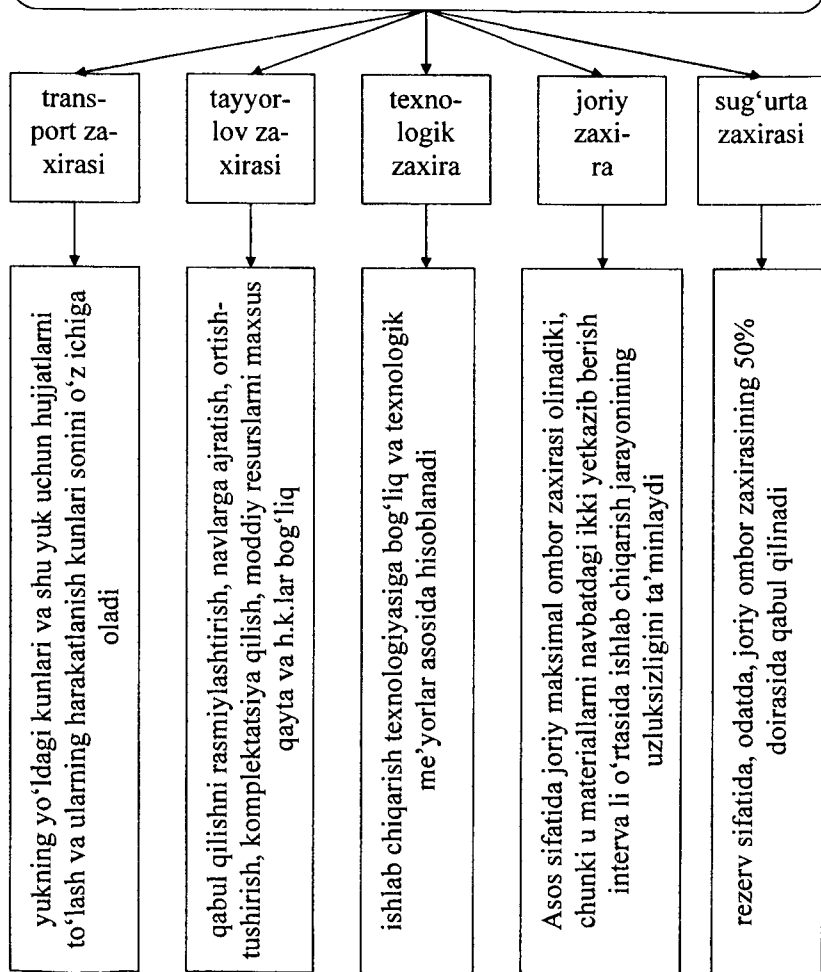 trans-
port za-
xirasi
tayyor-
lov za-
xirasi
texno-
logik
zaxira
joriy
zaxi-
ra
sug‘urta
zaxirasi
yukning yo‘ldagi kunlari va shu yuk uchun hujjatlarni
to‘lash va ularning harakatlanish kunlari sonini o‘z ichiga
oladi
qabul qilishni rasmiylashtirish, navlarga ajratish, ortish-
tushirish, komplektatsiya qilish, moddiy resurslarni maxsus
qayta va h.k.lar bog‘liq
ishlab chiqarish texnologiyasiga bog‘liq va texnologik
me’yorlar asosida hisoblanadi
Asos sifatida joriy maksimal ombor zaxirasi olinadiki,
chunki u materiallarni navbatdagi ikki yetkazib berish
interva li o‘rtasida ishlab chiqarish jarayonining
uzluksizligini ta’minlaydi
rezerv sifatida, odatda, joriy ombor zaxirasining 50%
doirasida qabul qilinadi